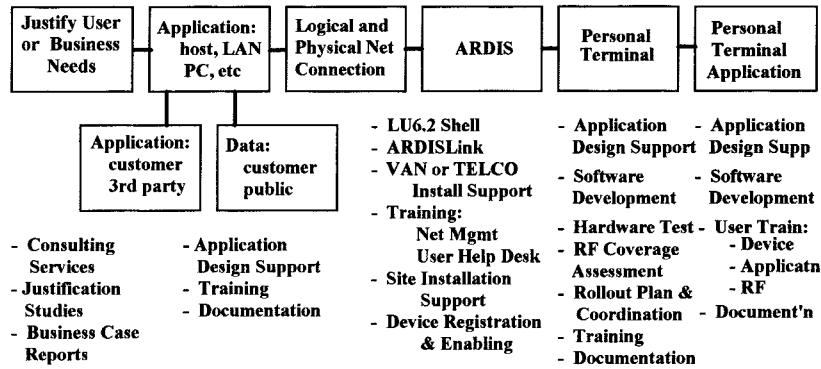 Justify User
or Business
Needs
Application:
host, LAN
PC, etc
Logical and
Physical Net
Connection
ARDIS
Personal
Terminal
Personal
Terminal
Application
Application:
customer
3rd party
Data:
customer
public
- Consulting
Services
- Justification
Studies
- Business Case
Reports
- Application
Design Support
- Training
- Documentation
- LU6.2 Shell
- ARDISLink
- VAN or TELCO
Install Support
- Training:
Net Mgmt
User Help Desk
- Site Installation
Support
- Device Registration
& Enabling
- Application
Design Support
- Software
Development
- Hardware Test
- RF Coverage
Assessment
- Rollout Plan &
Coordination
- Training
- Documentation
- Application
Design Supp
- Software
Development
- User Train:
- Device
- Applicatn
- RF
- Document'n